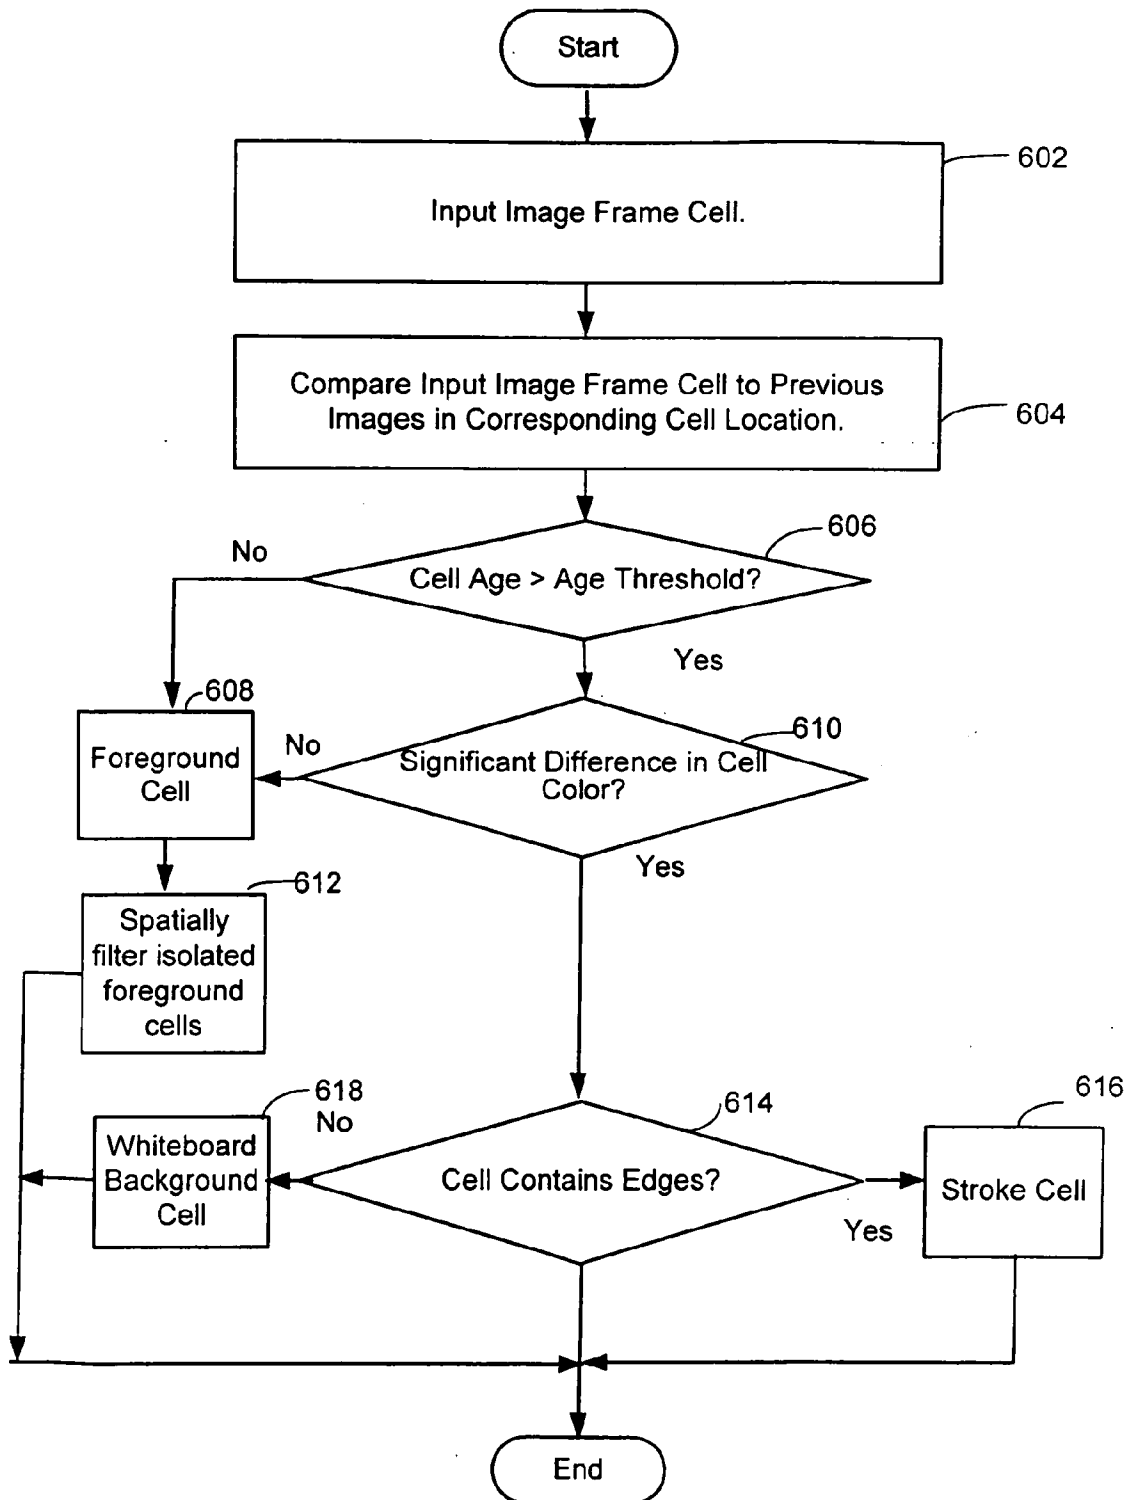 Start
602
Input Image Frame Cell.
Compare Input Image Frame Cell to Previous
Images in Corresponding Cell Location.
604
606
No
Cell Age > Age Threshold?
Yes
608
610
No
Foreground
Cell
Significant Difference in Cell
Color?
Yes
612
Spatially
filter isolated
foreground
cells
618
No
614
616
Whiteboard
Background
Cell
Cell Contains Edges?
Stroke Cell
Yes
End